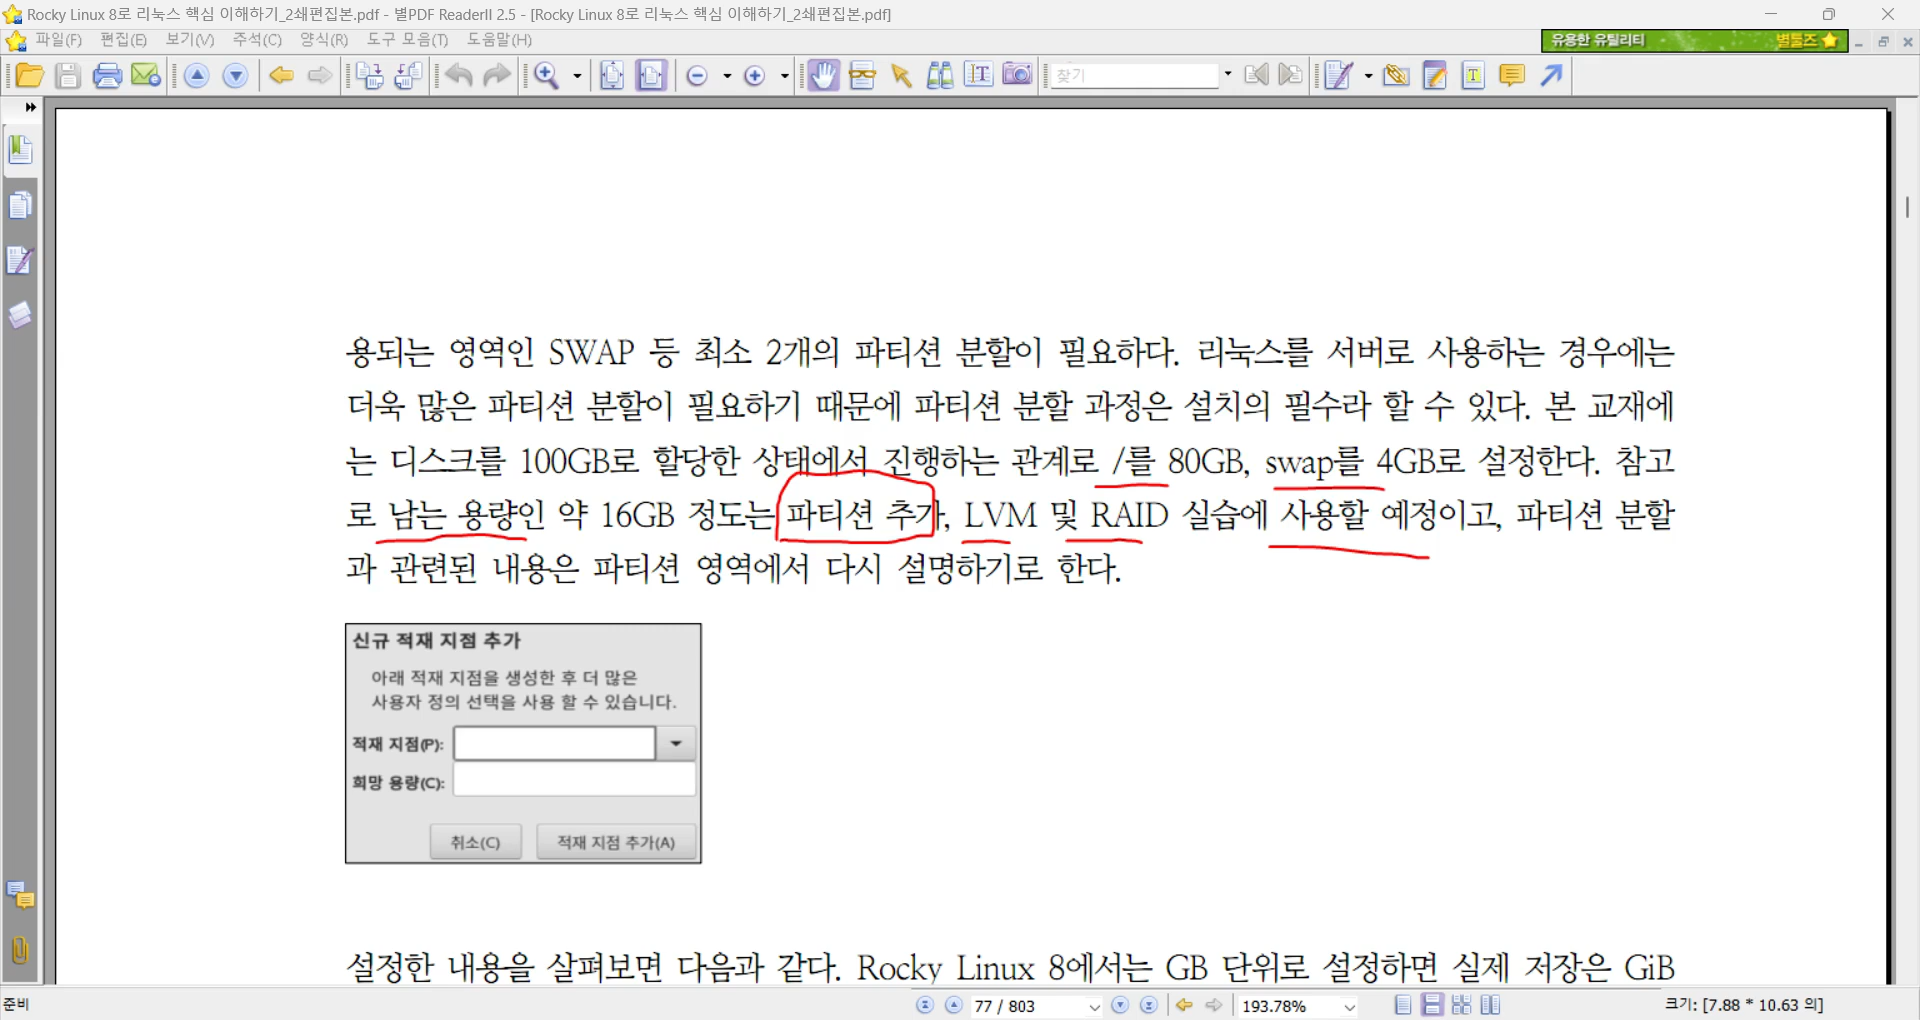 Rocky Linux 8로 리눅스 핵심 이해하기_2쇄편집본.pdf - 별PDF ReaderII 2.5 - [Rocky Linux 8로 리눅스 핵심 이해하기_2쇄편집본.pdf]
파일(F) 편집(E) 보기(V) 주석(C) 양식(R) 도구 모음(T) 도움말(H)
유용한 유틸리티 별툴즈
찾기
용되는 영역인 SWAP 등 최소 2개의 파티션 분할이 필요하다. 리눅스를 서버로 사용하는 경우에는
더욱 많은 파티션 분할이 필요하기 때문에 파티션 분할 과정은 설치의 필수라 할 수 있다. 본 교재에
는 디스크를 100GB로 할당한 상태에서 진행하는 관계로 /를 80GB, swap를 4GB로 설정한다. 참고
로 남는 용량인 약 16GB 정도는 파티션 추가, LVM 및 RAID 실습에 사용할 예정이고, 파티션 분할
과 관련된 내용은 파티션 영역에서 다시 설명하기로 한다.
신규 적재 지점 추가
아래 적재 지점을 생성한 후 더 많은
사용자 정의 선택을 사용 할 수 있습니다.
적재 지점(P):
희망 용량(C):
취소(C) 적재 지점 추가(A)
설정한 내용을 살펴보면 다음과 같다. Rocky Linux 8에서는 GB 단위로 설정하면 실제 저장은 GiB
준비 77 / 803 193.78% 크기: [7.88 * 10.63 의]